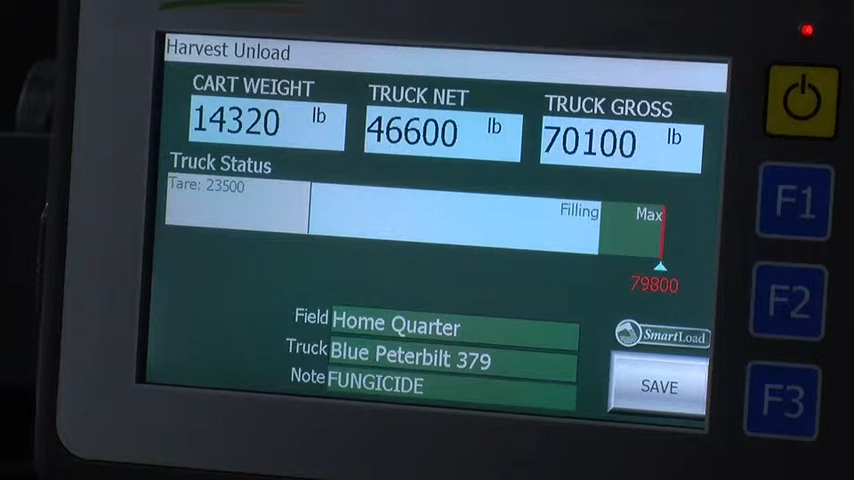 Harvest Unload
CART WEIGHT TRUCK NET TRUCK GROSS
14320 lb 46600 lb 70100 lb
Truck Status
Tare: 23500 Filling Max
79800
Field Home Quarter
Truck Blue Peterbilt 379
Note FUNGICIDE
SmartLoad
SAVE
F1
F2
F3